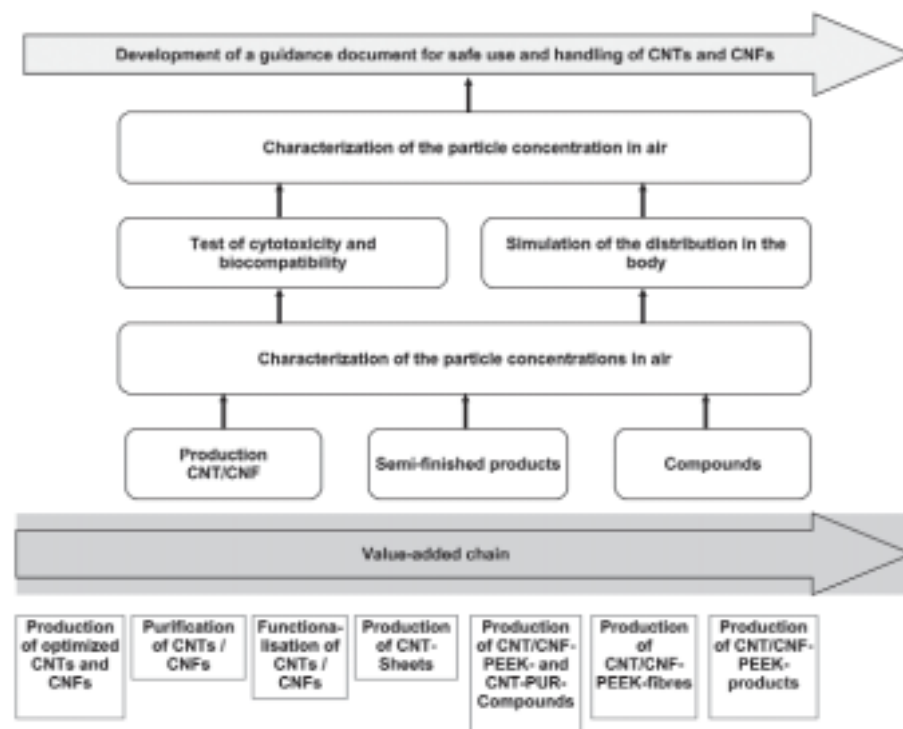 Development of a guidance document for safe use and handling of CNTs and CNFs
Characterization of the particle concentration in air
Test of cytotoxicity and
biocompatibility
Simulation of the distribution in the
body
Characterization of the particle concentrations in air
Production
CNT/CNF
Semi-finished products
Compounds
Value-added chain
Production
of optimized
CNTs and
CNFs
Purification
of CNTs /
CNFs
Functiona-
lisation of
CNTs /
CNFs
Production
of CNT-
Sheets
Production
of CNT/CNF-
PEEK- and
CNT-PUR-
Compounds
Production
of
CNT/CNF-
PEEK-fibres
Production
of CNT/CNF-
PEEK-
products